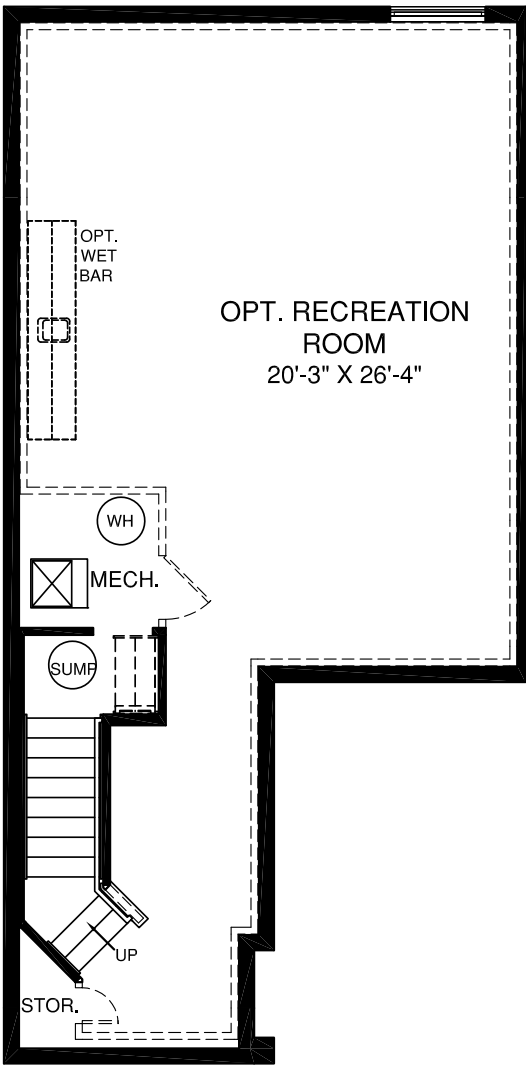 OPT.
WET
BAR
OPT. RECREATION
ROOM
20'-3" X 26'-4"
WH
MECH.
SUMP
UP
STOR.